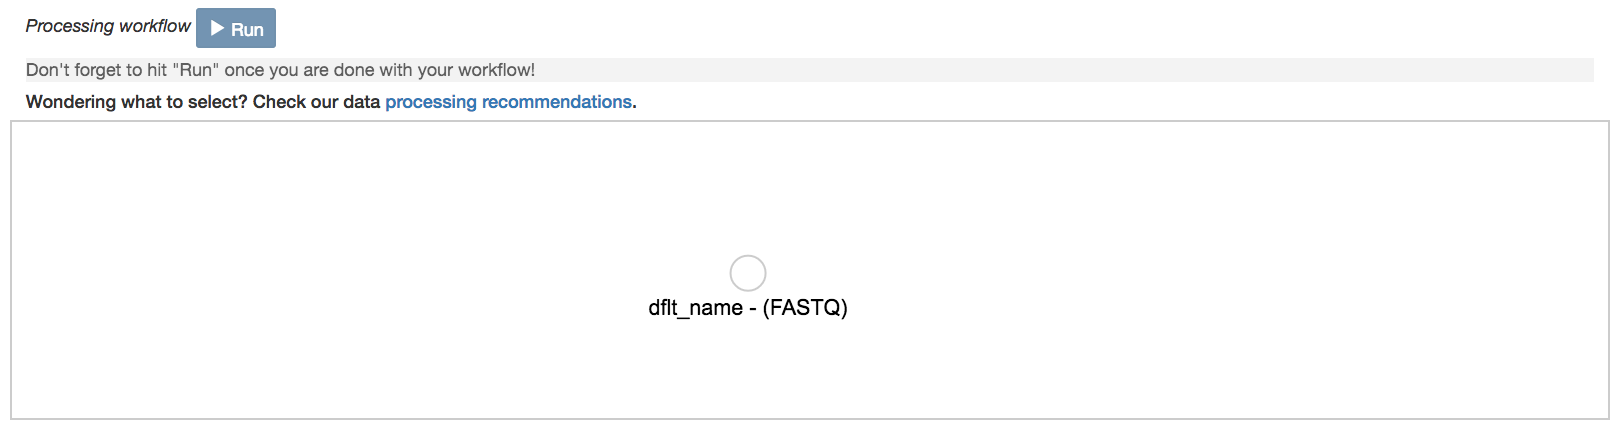 Processing workflow Run
Don't forget to hit "Run" once you are done with your workflow!
Wondering what to select? Check our data processing recommendations.
dflt_name - (FASTQ)